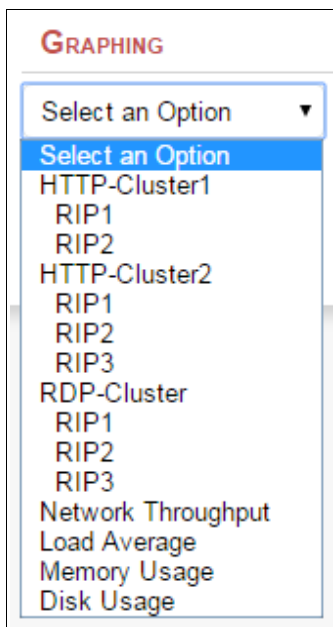 GRAPHING
Select an Option
Select an Option
HTTP-Cluster1
RIP1
RIP2
HTTP-Cluster2
RIP1
RIP2
RIP3
RDP-Cluster
RIP1
RIP2
RIP3
Network Throughput
Load Average
Memory Usage
Disk Usage